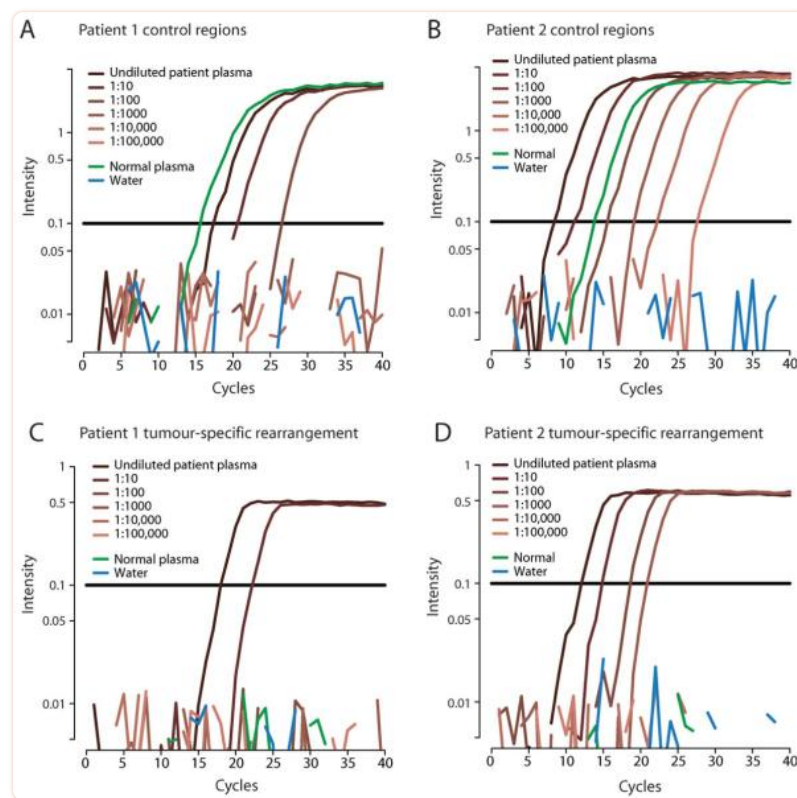 A Patient 1 control regions
Undiluted patient plasma
1:10
1:100
1:1000
1:10,000
1:100,000
Normal plasma
Water
Intensity
1
0.5
0.1
0.05
0.01
0 5 10 15 20 25 30 35 40
Cycles
B Patient 2 control regions
Undiluted patient plasma
1:10
1:100
1:1000
1:10,000
1:100,000
Normal
Water
Intensity
1
0.5
0.1
0.05
0.01
0 5 10 15 20 25 30 35 40
Cycles
C Patient 1 tumour-specific rearrangement
Undiluted patient plasma
1:10
1:100
1:1000
1:10,000
1:100,000
Normal plasma
Water
Intensity
1
0.5
0.1
0.05
0.01
0 5 10 15 20 25 30 35 40
Cycles
D Patient 2 tumour-specific rearrangement
Undiluted patient plasma
1:10
1:100
1:1000
1:10,000
1:100,000
Normal
Water
Intensity
1
0.5
0.1
0.05
0.01
0 5 10 15 20 25 30 35 40
Cycles